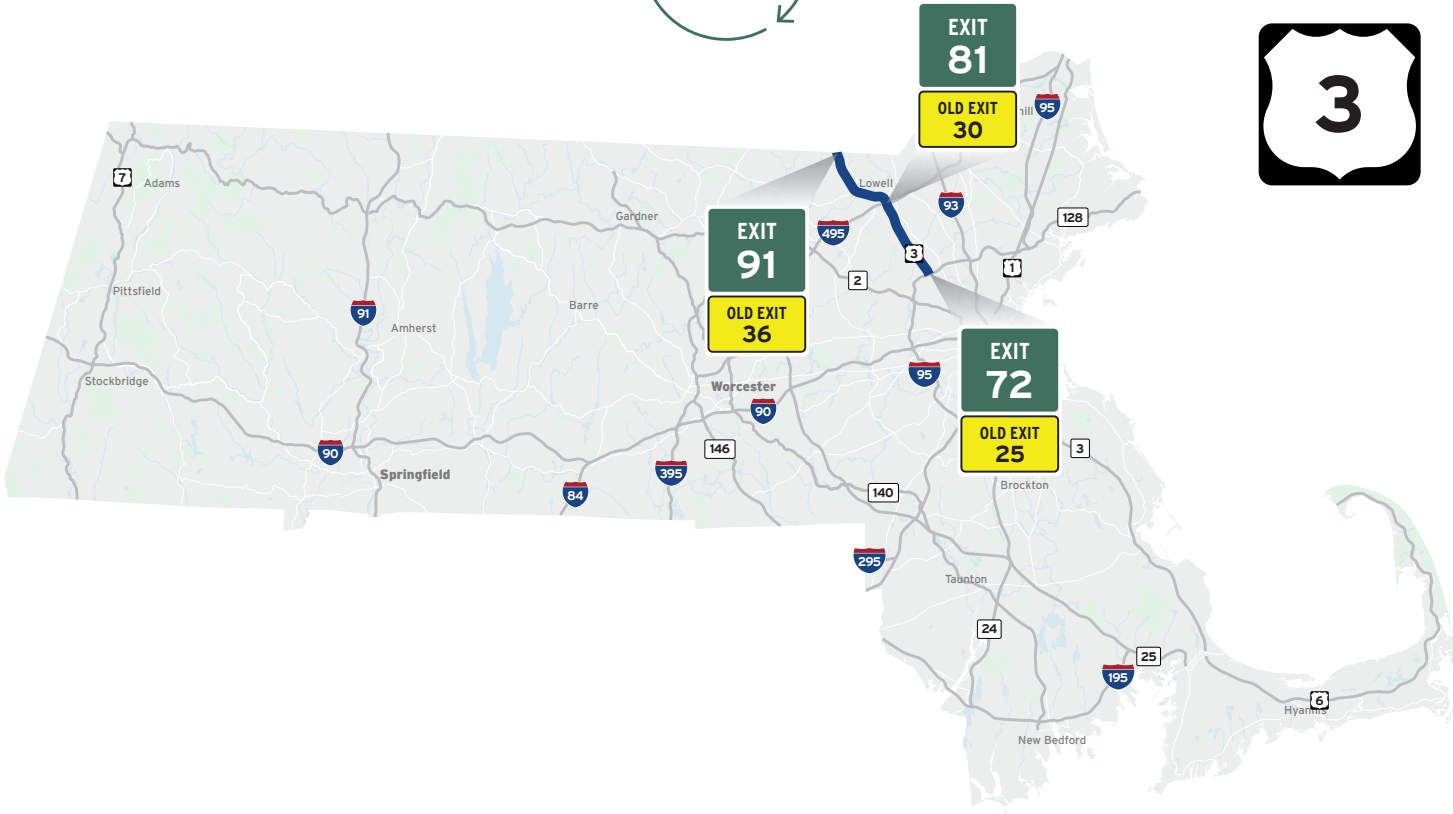 EXIT
81
OLD EXIT
30
3
hill
95
7
Adams
Lowell
93
128
Gardner
495
EXIT
91
OLD EXIT
36
3
1
2
Pittsfield
91
Amherst
Barre
EXIT
72
OLD EXIT
25
95
Stockbridge
Worcester
90
90
Springfield
146
3
395
84
140
Brockton
295
Taunton
24
25
195
6
Hyannis
New Bedford